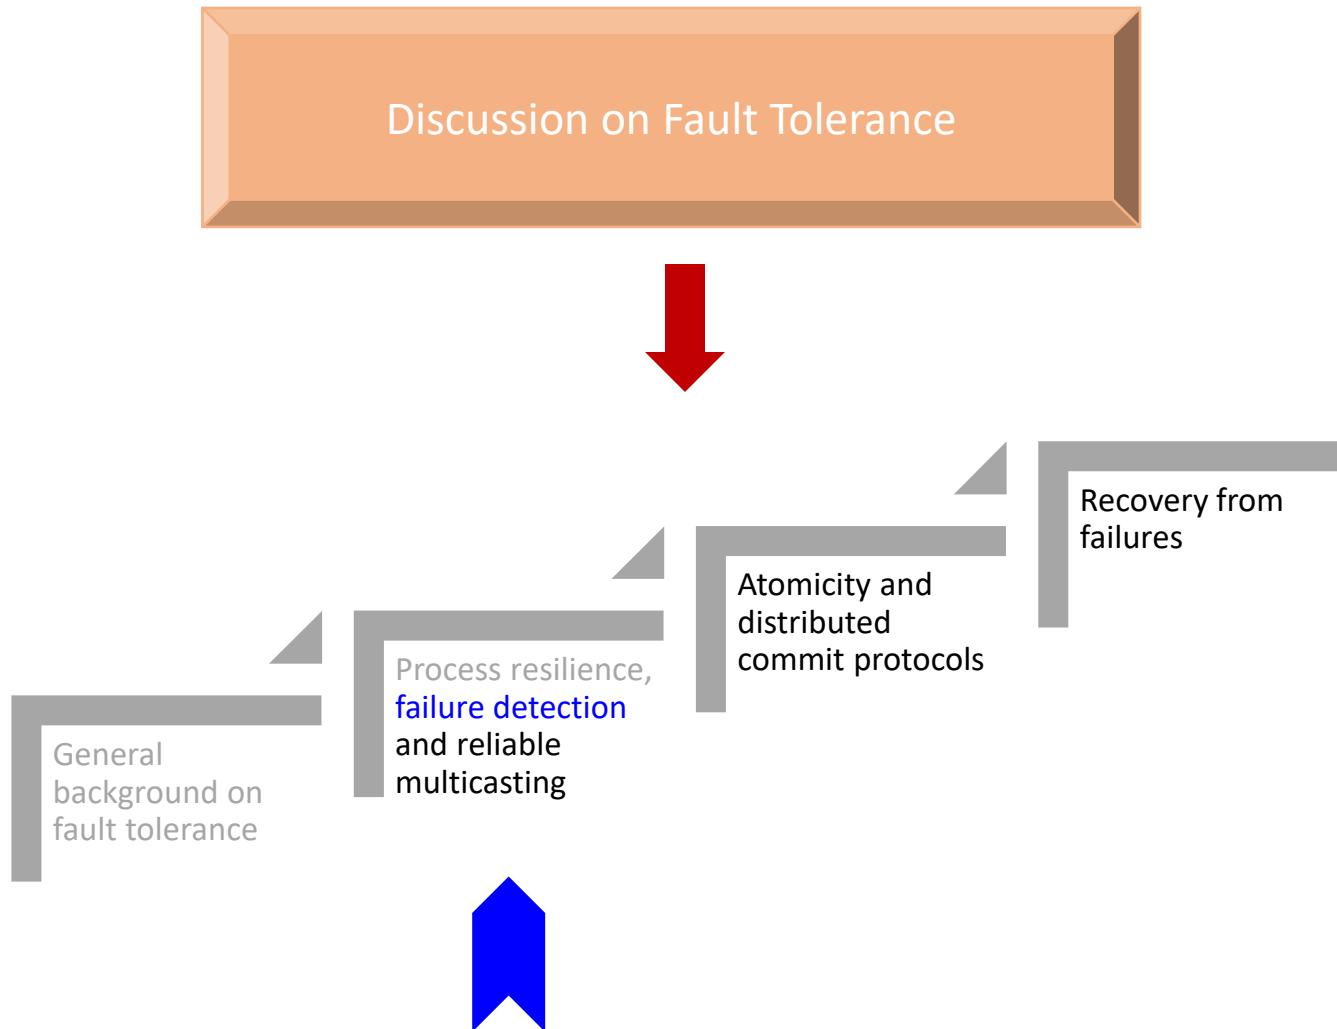 Discussion on Fault Tolerance
General
background on
fault tolerance
Process resilience,
failure detection
and reliable
multicasting
Atomicity and
distributed
commit protocols
Recovery from
failures